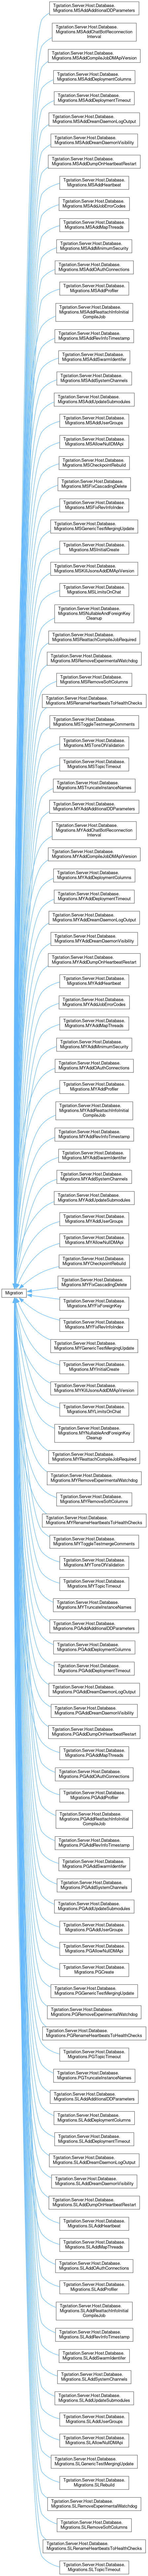 Tgstation.Server.Host.Database.
Migrations.MSAddAdditionalDDParameters
Tgstation.Server.Host.Database.
Migrations.MSAddChatBotReconnection
Interval
Tgstation.Server.Host.Database.
Migrations.MSAddCompileJobDMApiVersion
Tgstation.Server.Host.Database.
Migrations.MSAddDeploymentColumns
Tgstation.Server.Host.Database.
Migrations.MSAddDeploymentTimeout
Tgstation.Server.Host.Database.
Migrations.MSAddDreamDaemonLogOutput
Tgstation.Server.Host.Database.
Migrations.MSAddDreamDaemonVisibility
Tgstation.Server.Host.Database.
Migrations.MSAddDumpOnHeartbeatRestart
Tgstation.Server.Host.Database.
Migrations.MSAddHeartbeat
Tgstation.Server.Host.Database.
Migrations.MSAddJobErrorCodes
Tgstation.Server.Host.Database.
Migrations.MSAddMapThreads
Tgstation.Server.Host.Database.
Migrations.MSAddMinimumSecurity
Tgstation.Server.Host.Database.
Migrations.MSAddOAuthConnections
Tgstation.Server.Host.Database.
Migrations.MSAddProfiler
Tgstation.Server.Host.Database.
Migrations.MSAddReattachInfoInitial
CompileJob
Tgstation.Server.Host.Database.
Migrations.MSAddRevInfoTimestamp
Tgstation.Server.Host.Database.
Migrations.MSAddSwarmIdentifer
Tgstation.Server.Host.Database.
Migrations.MSAddSystemChannels
Tgstation.Server.Host.Database.
Migrations.MSAddUpdateSubmodules
Tgstation.Server.Host.Database.
Migrations.MSAddUserGroups
Tgstation.Server.Host.Database.
Migrations.MSAllowNullDMApi
Tgstation.Server.Host.Database.
Migrations.MSCheckpointRebuild
Tgstation.Server.Host.Database.
Migrations.MSFixCascadingDelete
Tgstation.Server.Host.Database.
Migrations.MSFixRevInfoIndex
Tgstation.Server.Host.Database.
Migrations.MSGenericTestMergingUpdate
Tgstation.Server.Host.Database.
Migrations.MSInitialCreate
Tgstation.Server.Host.Database.
Migrations.MSKillJsonsAddDMApiVersion
Tgstation.Server.Host.Database.
Migrations.MSLimitsOnChat
Tgstation.Server.Host.Database.
Migrations.MSNullableAndForeignKey
Cleanup
Tgstation.Server.Host.Database.
Migrations.MSReattachCompileJobRequired
Tgstation.Server.Host.Database.
Migrations.MSRemoveExperimentalWatchdog
Tgstation.Server.Host.Database.
Migrations.MSRemoveSoftColumns
Tgstation.Server.Host.Database.
Migrations.MSRenameHeartbeatsToHealthChecks
Tgstation.Server.Host.Database.
Migrations.MSToggleTestmergeComments
Tgstation.Server.Host.Database.
Migrations.MSTonsOfValidation
Tgstation.Server.Host.Database.
Migrations.MSTopicTimeout
Tgstation.Server.Host.Database.
Migrations.MSTruncateInstanceNames
Tgstation.Server.Host.Database.
Migrations.MYAddAdditionalDDParameters
Tgstation.Server.Host.Database.
Migrations.MYAddChatBotReconnection
Interval
Tgstation.Server.Host.Database.
Migrations.MYAddCompileJobDMApiVersion
Tgstation.Server.Host.Database.
Migrations.MYAddDeploymentColumns
Tgstation.Server.Host.Database.
Migrations.MYAddDeploymentTimeout
Tgstation.Server.Host.Database.
Migrations.MYAddDreamDaemonLogOutput
Tgstation.Server.Host.Database.
Migrations.MYAddDreamDaemonVisibility
Tgstation.Server.Host.Database.
Migrations.MYAddDumpOnHeartbeatRestart
Tgstation.Server.Host.Database.
Migrations.MYAddHeartbeat
Tgstation.Server.Host.Database.
Migrations.MYAddJobErrorCodes
Tgstation.Server.Host.Database.
Migrations.MYAddMapThreads
Tgstation.Server.Host.Database.
Migrations.MYAddMinimumSecurity
Tgstation.Server.Host.Database.
Migrations.MYAddOAuthConnections
Tgstation.Server.Host.Database.
Migrations.MYAddProfiler
Tgstation.Server.Host.Database.
Migrations.MYAddReattachInfoInitial
CompileJob
Tgstation.Server.Host.Database.
Migrations.MYAddRevInfoTimestamp
Tgstation.Server.Host.Database.
Migrations.MYAddSwarmIdentifer
Tgstation.Server.Host.Database.
Migrations.MYAddSystemChannels
Tgstation.Server.Host.Database.
Migrations.MYAddUpdateSubmodules
Tgstation.Server.Host.Database.
Migrations.MYAddUserGroups
Tgstation.Server.Host.Database.
Migrations.MYAllowNullDMApi
Tgstation.Server.Host.Database.
Migrations.MYCheckpointRebuild
Tgstation.Server.Host.Database.
Migrations.MYFixCascadingDelete
Migration
Tgstation.Server.Host.Database.
Migrations.MYFixForeignKey
Tgstation.Server.Host.Database.
Migrations.MYFixRevInfoIndex
Tgstation.Server.Host.Database.
Migrations.MYGenericTestMergingUpdate
Tgstation.Server.Host.Database.
Migrations.MYInitialCreate
Tgstation.Server.Host.Database.
Migrations.MYKillJsonsAddDMApiVersion
Tgstation.Server.Host.Database.
Migrations.MYLimitsOnChat
Tgstation.Server.Host.Database.
Migrations.MYNullableAndForeignKey
Cleanup
Tgstation.Server.Host.Database.
Migrations.MYReattachCompileJobRequired
Tgstation.Server.Host.Database.
Migrations.MYRemoveExperimentalWatchdog
Tgstation.Server.Host.Database.
Migrations.MYRemoveSoftColumns
Tgstation.Server.Host.Database.
Migrations.MYRenameHeartbeatsToHealthChecks
Tgstation.Server.Host.Database.
Migrations.MYToggleTestmergeComments
Tgstation.Server.Host.Database.
Migrations.MYTonsOfValidation
Tgstation.Server.Host.Database.
Migrations.MYTopicTimeout
Tgstation.Server.Host.Database.
Migrations.MYTruncateInstanceNames
Tgstation.Server.Host.Database.
Migrations.PGAddAdditionalDDParameters
Tgstation.Server.Host.Database.
Migrations.PGAddDeploymentColumns
Tgstation.Server.Host.Database.
Migrations.PGAddDeploymentTimeout
Tgstation.Server.Host.Database.
Migrations.PGAddDreamDaemonLogOutput
Tgstation.Server.Host.Database.
Migrations.PGAddDreamDaemonVisibility
Tgstation.Server.Host.Database.
Migrations.PGAddDumpOnHeartbeatRestart
Tgstation.Server.Host.Database.
Migrations.PGAddMapThreads
Tgstation.Server.Host.Database.
Migrations.PGAddOAuthConnections
Tgstation.Server.Host.Database.
Migrations.PGAddProfiler
Tgstation.Server.Host.Database.
Migrations.PGAddReattachInfoInitial
CompileJob
Tgstation.Server.Host.Database.
Migrations.PGAddRevInfoTimestamp
Tgstation.Server.Host.Database.
Migrations.PGAddSwarmIdentifer
Tgstation.Server.Host.Database.
Migrations.PGAddSystemChannels
Tgstation.Server.Host.Database.
Migrations.PGAddUpdateSubmodules
Tgstation.Server.Host.Database.
Migrations.PGAddUserGroups
Tgstation.Server.Host.Database.
Migrations.PGAllowNullDMApi
Tgstation.Server.Host.Database.
Migrations.PGCreate
Tgstation.Server.Host.Database.
Migrations.PGGenericTestMergingUpdate
Tgstation.Server.Host.Database.
Migrations.PGRemoveExperimentalWatchdog
Tgstation.Server.Host.Database.
Migrations.PGRenameHeartbeatsToHealthChecks
Tgstation.Server.Host.Database.
Migrations.PGTopicTimeout
Tgstation.Server.Host.Database.
Migrations.PGTruncateInstanceNames
Tgstation.Server.Host.Database.
Migrations.SLAddAdditionalDDParameters
Tgstation.Server.Host.Database.
Migrations.SLAddDeploymentColumns
Tgstation.Server.Host.Database.
Migrations.SLAddDeploymentTimeout
Tgstation.Server.Host.Database.
Migrations.SLAddDreamDaemonLogOutput
Tgstation.Server.Host.Database.
Migrations.SLAddDreamDaemonVisibility
Tgstation.Server.Host.Database.
Migrations.SLAddDumpOnHeartbeatRestart
Tgstation.Server.Host.Database.
Migrations.SLAddHeartbeat
Tgstation.Server.Host.Database.
Migrations.SLAddMapThreads
Tgstation.Server.Host.Database.
Migrations.SLAddOAuthConnections
Tgstation.Server.Host.Database.
Migrations.SLAddProfiler
Tgstation.Server.Host.Database.
Migrations.SLAddReattachInfoInitial
CompileJob
Tgstation.Server.Host.Database.
Migrations.SLAddRevInfoTimestamp
Tgstation.Server.Host.Database.
Migrations.SLAddSwarmIdentifer
Tgstation.Server.Host.Database.
Migrations.SLAddSystemChannels
Tgstation.Server.Host.Database.
Migrations.SLAddUpdateSubmodules
Tgstation.Server.Host.Database.
Migrations.SLAddUserGroups
Tgstation.Server.Host.Database.
Migrations.SLAllowNullDMApi
Tgstation.Server.Host.Database.
Migrations.SLGenericTestMergingUpdate
Tgstation.Server.Host.Database.
Migrations.SLRebuild
Tgstation.Server.Host.Database.
Migrations.SLRemoveExperimentalWatchdog
Tgstation.Server.Host.Database.
Migrations.SLRemoveSoftColumns
Tgstation.Server.Host.Database.
Migrations.SLRenameHeartbeatsToHealthChecks
Tgstation.Server.Host.Database.
Migrations.SLTopicTimeout